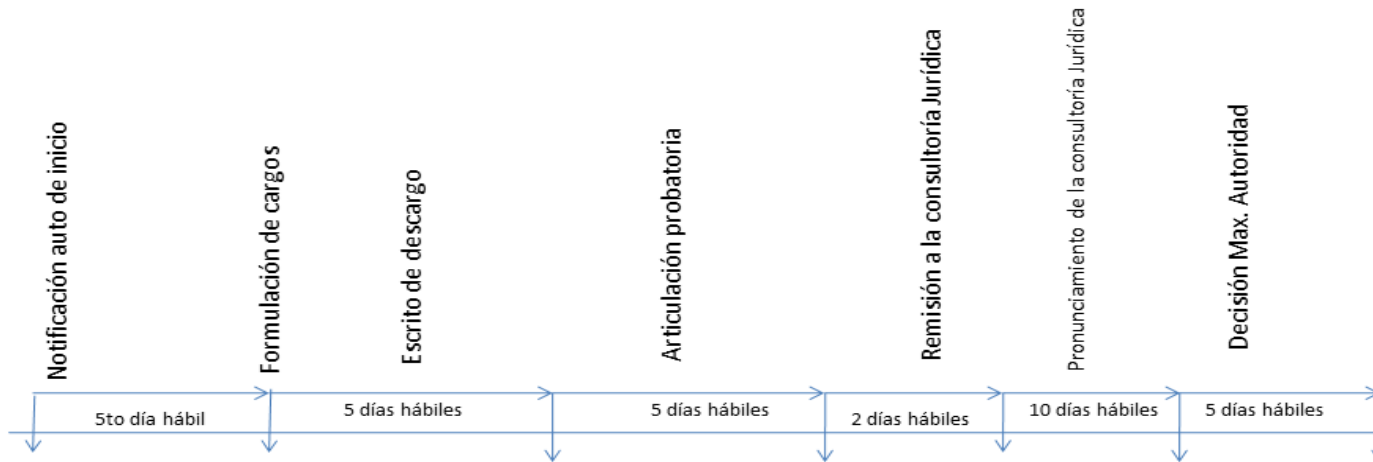 Notificación auto de inicio
Formulación de cargos
Escrito de descargo
Articulación probatoria
Remisión a la consultoría Jurídica
Pronunciamiento de la consultoría Jurídica
Decisión Max. Autoridad
5to día hábil
5 días hábiles
5 días hábiles
2 días hábiles
10 días hábiles
5 días hábiles